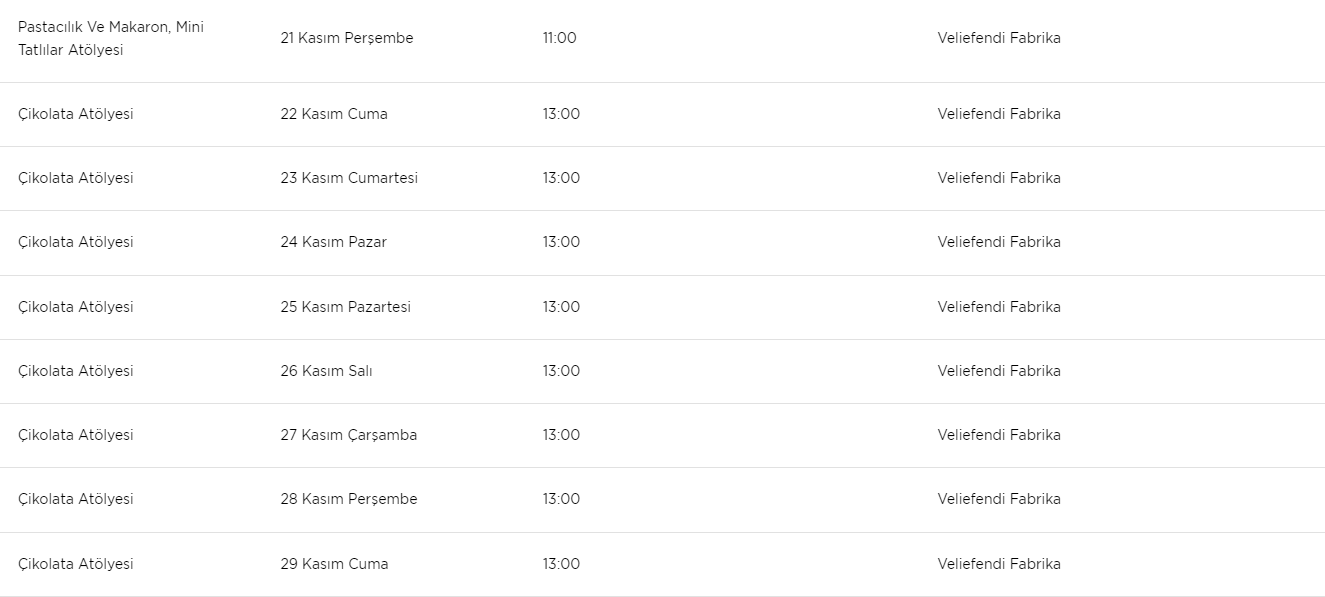 Pastacılık Ve Makaron, Mini
Tatlılar Atölyesi
21 Kasım Perşembe
11:00
Veliefendi Fabrika
Çikolata Atölyesi
22 Kasım Cuma
13:00
Veliefendi Fabrika
Çikolata Atölyesi
23 Kasım Cumartesi
13:00
Veliefendi Fabrika
Çikolata Atölyesi
24 Kasım Pazar
13:00
Veliefendi Fabrika
Çikolata Atölyesi
25 Kasım Pazartesi
13:00
Veliefendi Fabrika
Çikolata Atölyesi
26 Kasım Salı
13:00
Veliefendi Fabrika
Çikolata Atölyesi
27 Kasım Çarşamba
13:00
Veliefendi Fabrika
Çikolata Atölyesi
28 Kasım Perşembe
13:00
Veliefendi Fabrika
Çikolata Atölyesi
29 Kasım Cuma
13:00
Veliefendi Fabrika